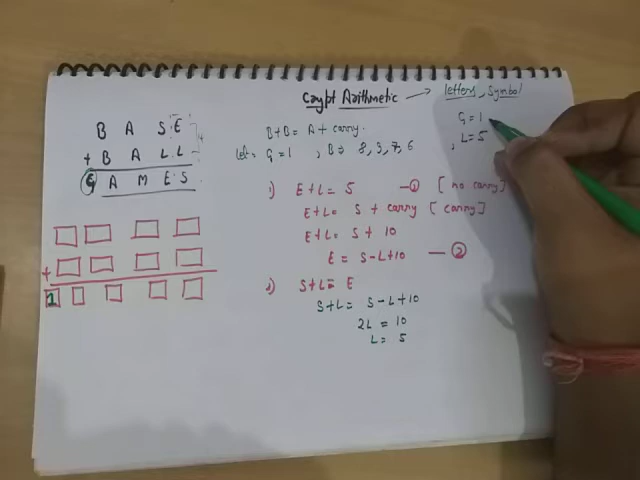 Crypt Arithmetic → letters, symbol
B A S E
+ B A L L
G A M E S
1
B+B = A + carry.
let = G = 1 , B = 8, 9, 7, 6
G = 1
, L = 5
1) E+L = 5 — ① [no carry]
E+L = S + carry [carry]
E+L = S + 10
E = S-L+10 — ②
2) S+L = E
S+L = S-L+10
2L = 10
L = 5